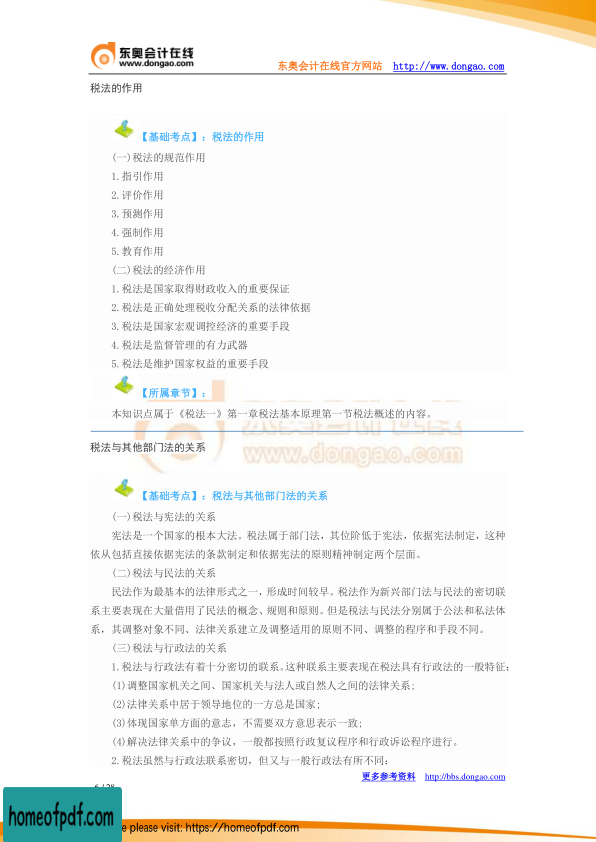 东奥会计在线
www.dongao.com
东奥会计在线官方网站 http://www.dongao.com
税法的作用
【基础考点】：税法的作用
(一)税法的规范作用
1.指引作用
2.评价作用
3.预测作用
4.强制作用
5.教育作用
(二)税法的经济作用
1.税法是国家取得财政收入的重要保证
2.税法是正确处理税收分配关系的法律依据
3.税法是国家宏观调控经济的重要手段
4.税法是监督管理的有力武器
5.税法是维护国家权益的重要手段
【所属章节】：
本知识点属于《税法一》第一章税法基本原理第一节税法概述的内容。
东奥会计在线
www.dongao.com
税法与其他部门法的关系
【基础考点】：税法与其他部门法的关系
(一)税法与宪法的关系
宪法是一个国家的根本大法。税法属于部门法，其位阶低于宪法，依据宪法制定，这种
依从包括直接依据宪法的条款制定和依据宪法的原则精神制定两个层面。
(二)税法与民法的关系
民法作为最基本的法律形式之一，形成时间较早。税法作为新兴部门法与民法的密切联
系主要表现在大量借用了民法的概念、规则和原则。但是税法与民法分别属于公法和私法体
系，其调整对象不同、法律关系建立及调整适用的原则不同、调整的程序和手段不同。
(三)税法与行政法的关系
1.税法与行政法有着十分密切的联系。这种联系主要表现在税法具有行政法的一般特征：
(1)调整国家机关之间、国家机关与法人或自然人之间的法律关系;
(2)法律关系中居于领导地位的一方总是国家;
(3)体现国家单方面的意志，不需要双方意思表示一致;
(4)解决法律关系中的争议，一般都按照行政复议程序和行政诉讼程序进行。
2.税法虽然与行政法联系密切，但又与一般行政法有所不同：
更多参考资料 http://bbs.dongao.com
homeofpdf.com
e please visit: https://homeofpdf.com